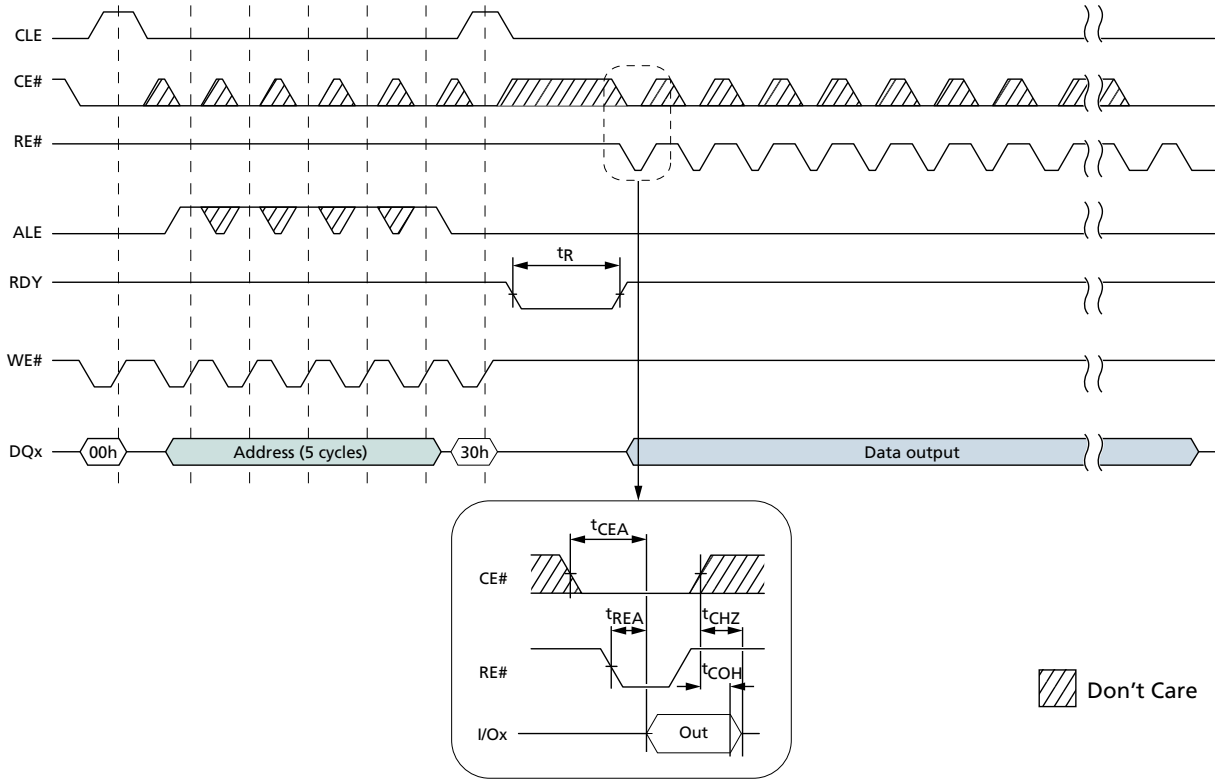 CLE
CE#
RE#
ALE
tR
RDY
WE#
DQx 00h Address (5 cycles) 30h Data output
tCEA
CE#
tREA tCHZ
RE#
tCOH
Don't Care
I/Ox Out